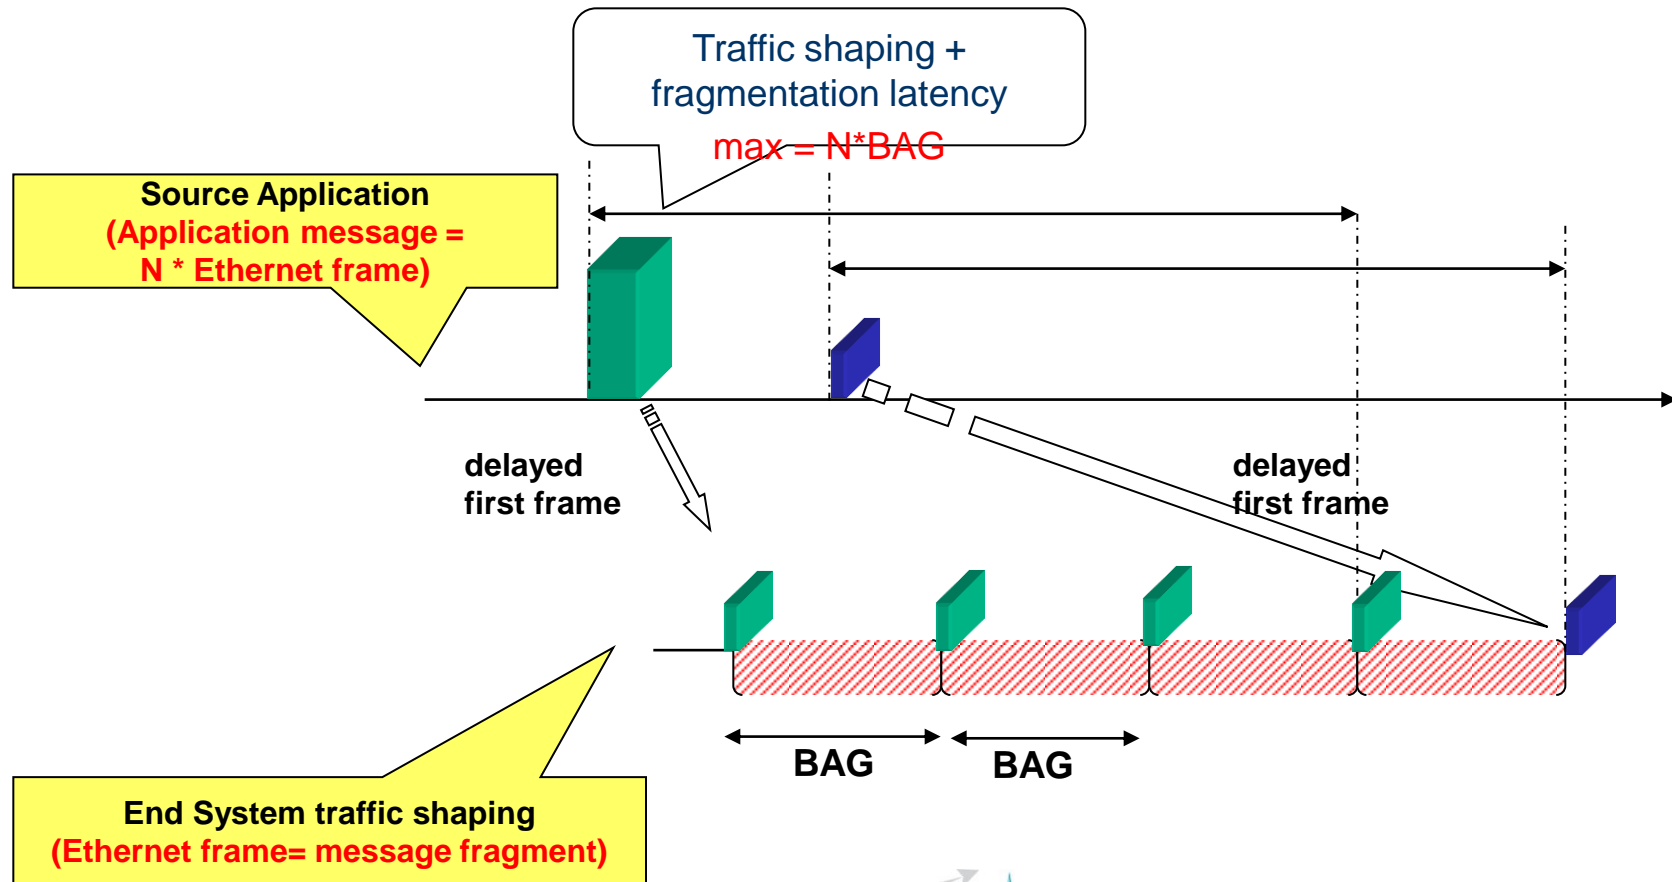 Traffic shaping +
fragmentation latency
max = N*BAG
Source Application
(Application message =
N * Ethernet frame)
delayed
first frame
delayed
first frame
BAG
BAG
End System traffic shaping
(Ethernet frame= message fragment)